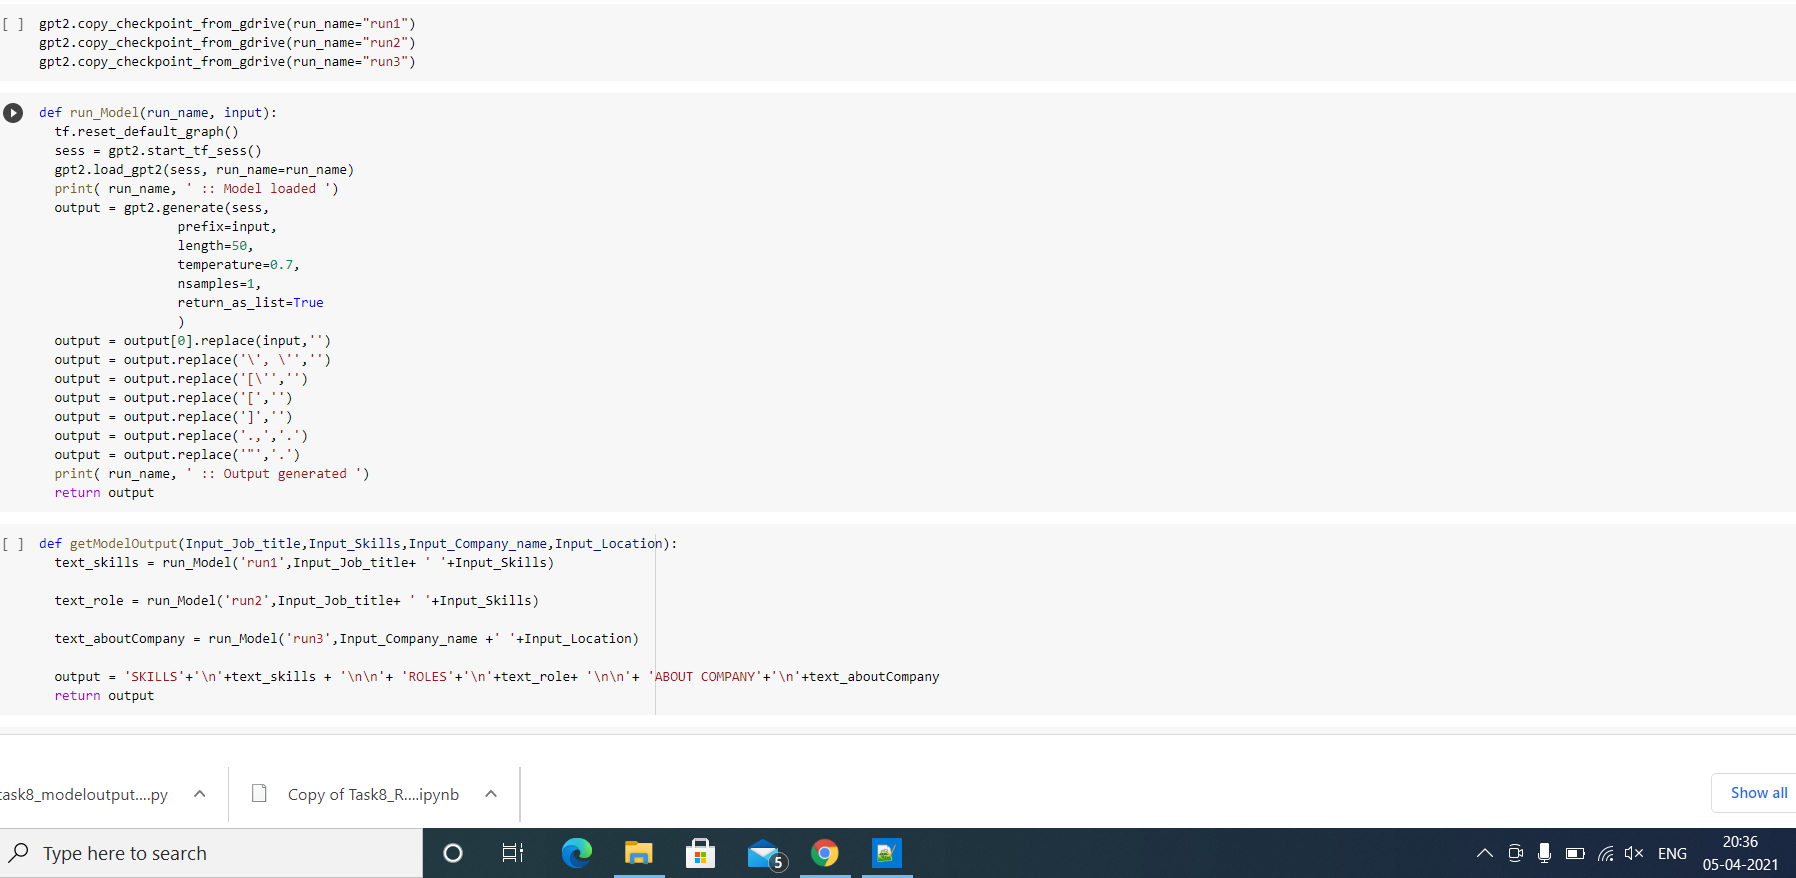 [ ] gpt2.copy_checkpoint_from_gdrive(run_name="run1")
gpt2.copy_checkpoint_from_gdrive(run_name="run2")
gpt2.copy_checkpoint_from_gdrive(run_name="run3")
def run_Model(run_name, input):
  tf.reset_default_graph()
  sess = gpt2.start_tf_sess()
  gpt2.load_gpt2(sess, run_name=run_name)
  print( run_name, ' :: Model loaded ')
  output = gpt2.generate(sess,
                  prefix=input,
                  length=50,
                  temperature=0.7,
                  nsamples=1,
                  return_as_list=True
                  )
  output = output[0].replace(input,'')
  output = output.replace('\', \'','')
  output = output.replace('[\'','')
  output = output.replace('[','')
  output = output.replace(']','')
  output = output.replace('.,','.')
  output = output.replace('"','.')
  print( run_name, ' :: Output generated ')
  return output
[ ] def getModelOutput(Input_Job_title,Input_Skills,Input_Company_name,Input_Location):
  text_skills = run_Model('run1',Input_Job_title+ ' '+Input_Skills)
  text_role = run_Model('run2',Input_Job_title+ ' '+Input_Skills)
  text_aboutCompany = run_Model('run3',Input_Company_name +' '+Input_Location)
  output = 'SKILLS'+'\n'+text_skills + '\n\n'+ 'ROLES'+'\n'+text_role+ '\n\n'+ 'ABOUT COMPANY'+'\n'+text_aboutCompany
  return output
task8_modeloutput....py
Copy of Task8_R....ipynb
Show all
Type here to search
5
ENG
20:36
05-04-2021